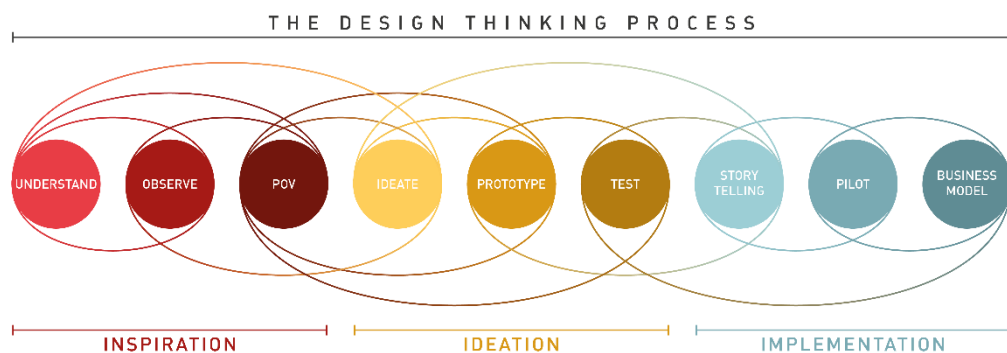 THE DESIGN THINKING PROCESS
UNDERSTAND
OBSERVE
POV
IDEATE
PROTOTYPE
TEST
STORY
TELLING
PILOT
BUSINESS
MODEL
INSPIRATION
IDEATION
IMPLEMENTATION